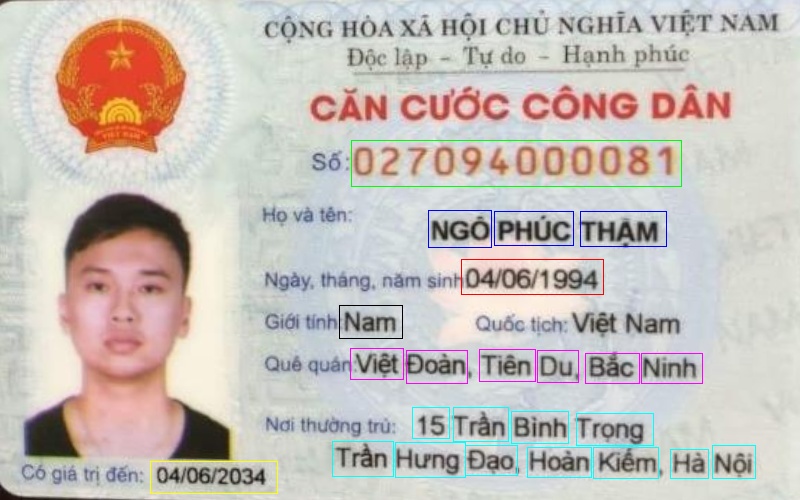 CỘNG HÒA XÃ HỘI CHỦ NGHĨA VIỆT NAM
Độc lập - Tự do - Hạnh phúc
CĂN CƯỚC CÔNG DÂN
Số: 027094000081
Họ và tên:
NGÔ PHÚC THẬM
Ngày, tháng, năm sinh 04/06/1994
Giới tính: Nam Quốc tịch: Việt Nam
Quê quán: Việt Đoàn, Tiên Du, Bắc Ninh
Nơi thường trú: 15 Trần Bình Trọng
Trần Hưng Đạo, Hoàn Kiếm, Hà Nội
Có giá trị đến: 04/06/2034